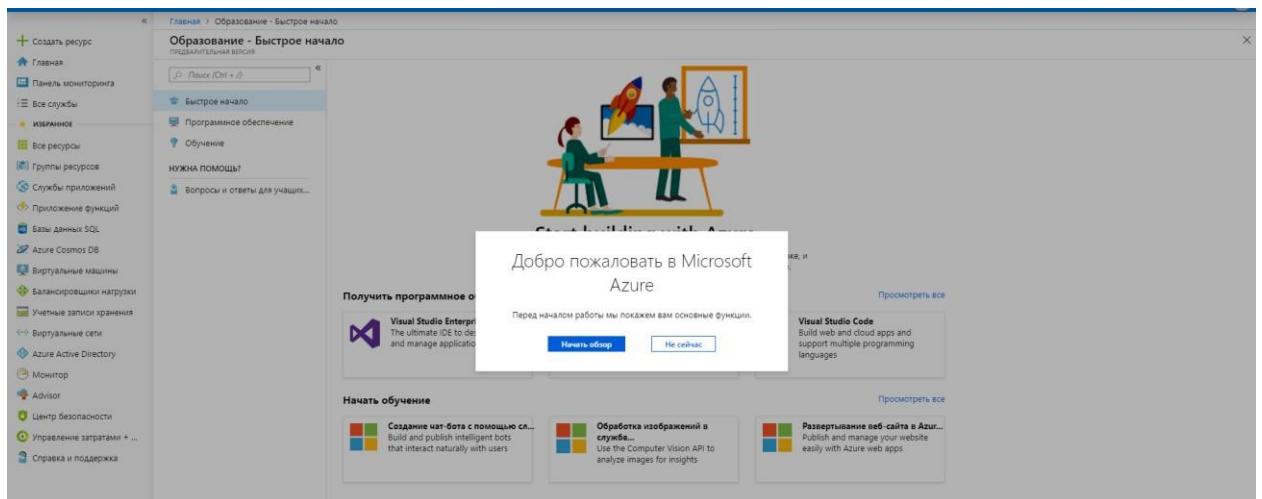 Главная > Образование - Быстрое начало
Создать ресурс
Главная
Панель мониторинга
Все службы
ИЗБРАННОЕ
Все ресурсы
Группы ресурсов
Службы приложений
Приложение функций
Базы данных SQL
Azure Cosmos DB
Виртуальные машины
Балансировщики нагрузки
Учетные записи хранения
Виртуальные сети
Azure Active Directory
Монитор
Advisor
Центр безопасности
Управление затратами + ...
Справка и поддержка
Образование - Быстрое начало
ПРЕДВАРИТЕЛЬНАЯ ВЕРСИЯ
Поиск (Ctrl + /)
Быстрое начало
Программное обеспечение
Обучение
НУЖНА ПОМОЩЬ?
Вопросы и ответы для учащих...
Добро пожаловать в Microsoft
Azure
Перед началом работы мы покажем вам основные функции.
Начать обзор
Не сейчас
Получить программное
Просмотреть все
Visual Studio
The ultimate IDE to
and manage
Visual Studio Code
Build web and cloud apps and
support multiple programming
languages
Начать обучение
Просмотреть все
Создание чат-бота с помощью сл...
Build and publish intelligent bots
that interact naturally with users
Обработка изображений в
службе...
Use the Computer Vision API to
analyze images for insights
Развертывание веб-сайта в Azur...
Publish and manage your website
easily with Azure web apps